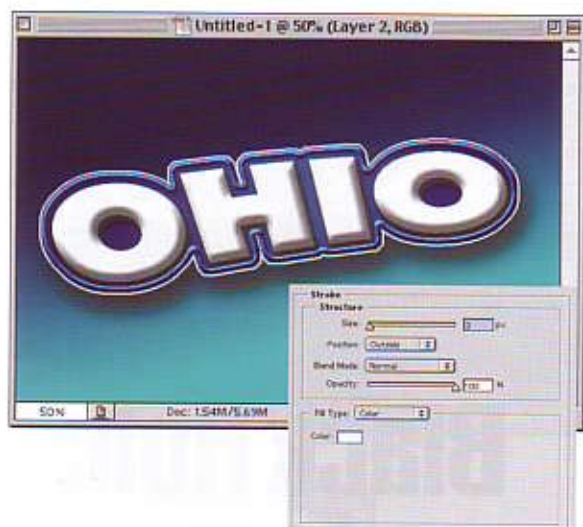 Untitled-1 @ 50% (Layer 2, RGB)
OHIO
Stroke
Structure
Size: px
Position: Outside
Blend Mode: Normal
Opacity: 100 %
Fill Type: Color
Color:
50%
Doc: 1.54M/5.69M